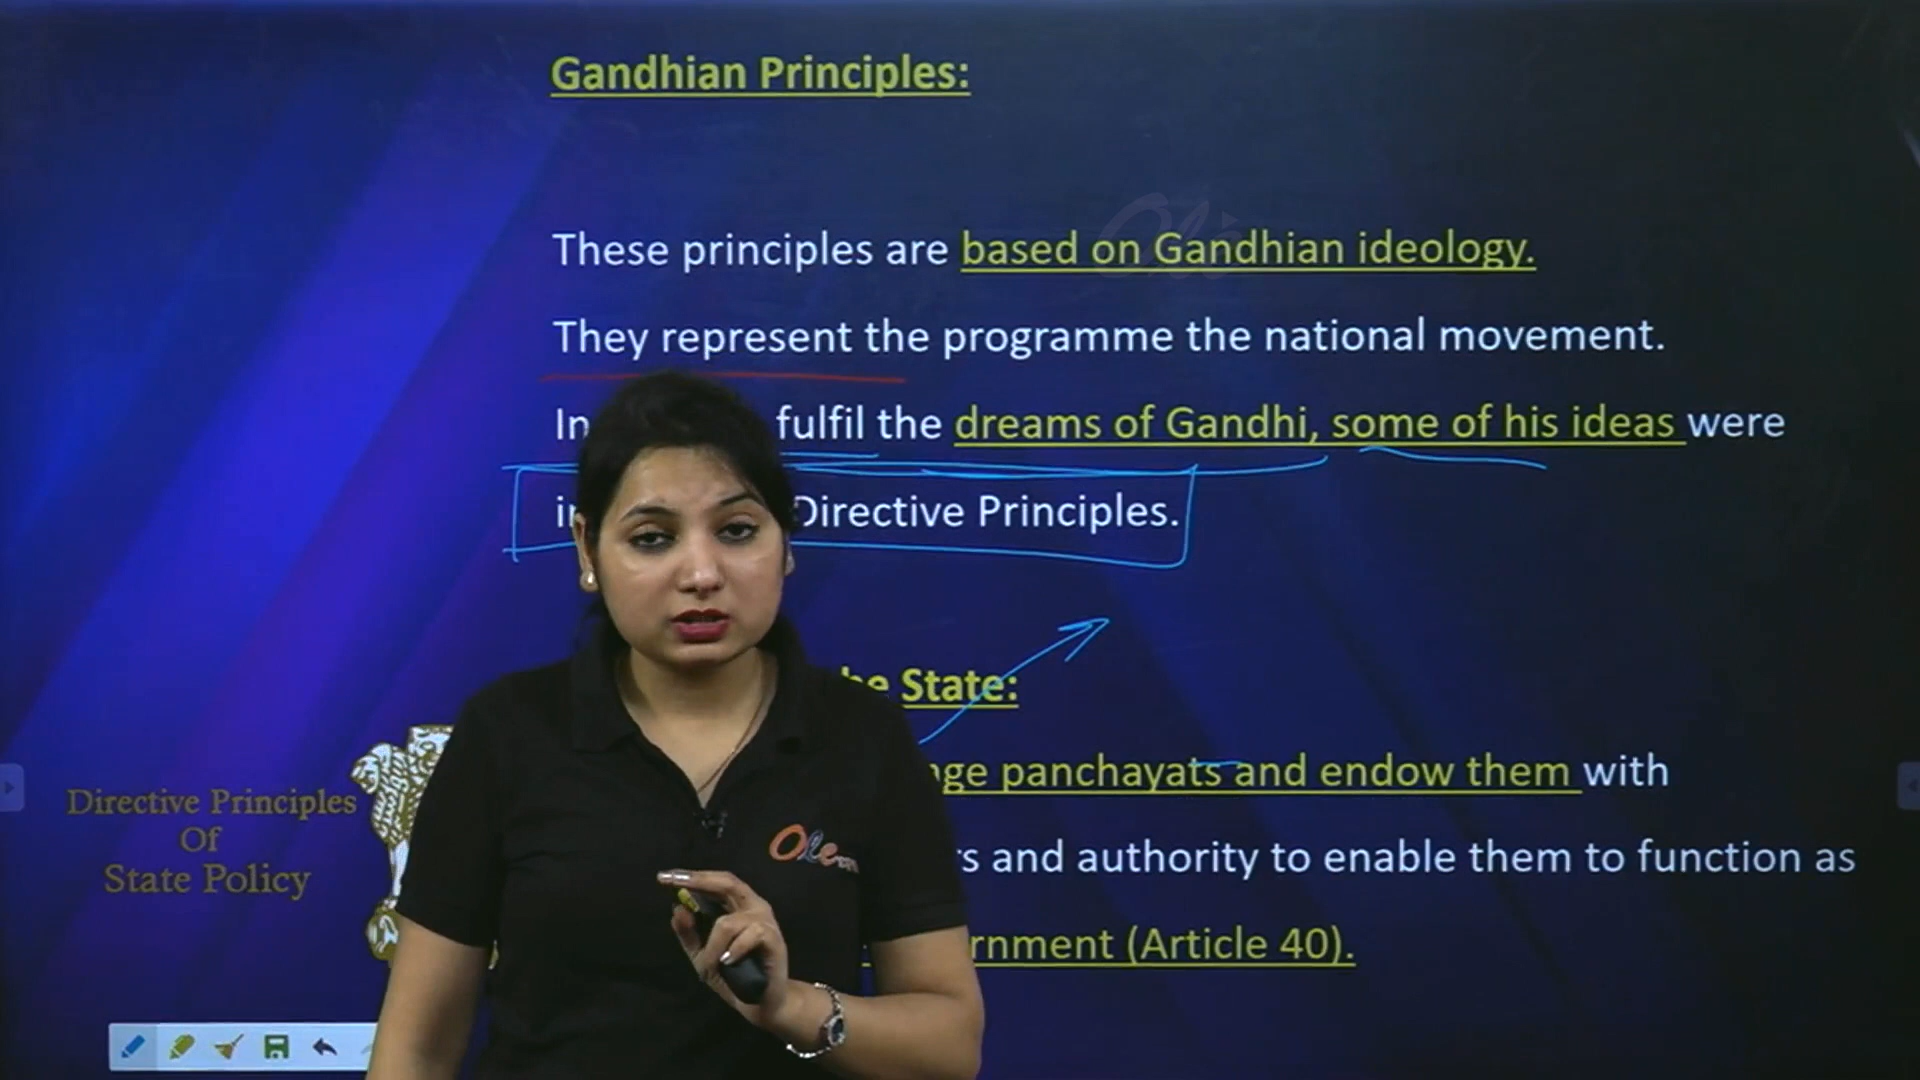 Gandhian Principles:
These principles are based on Gandhian ideology.
They represent the programme the national movement.
In fulfil the dreams of Gandhi, some of his ideas were
Directive Principles.
the State:
panchayats and endow them with
and authority to enable them to function as
(Article 40).
Directive Principles
Of
State Policy
Ole